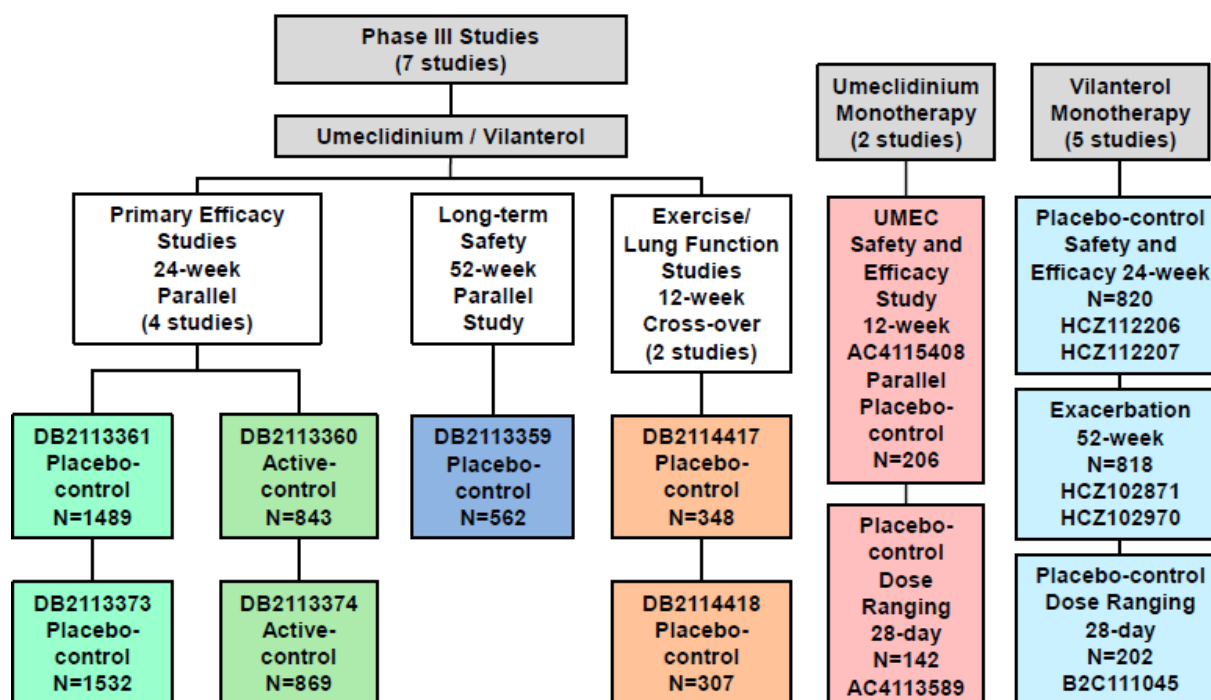 Phase III Studies
(7 studies)
Umeclidinium / Vilanterol
Primary Efficacy
Studies
24-week
Parallel
(4 studies)
DB2113361
Placebo-
control
N=1489
DB2113373
Placebo-
control
N=1532
DB2113360
Active-
control
N=843
DB2113374
Active-
control
N=869
Long-term
Safety
52-week
Parallel
Study
DB2113359
Placebo-
control
N=562
Exercise/
Lung Function
Studies
12-week
Cross-over
(2 studies)
DB2114417
Placebo-
control
N=348
DB2114418
Placebo-
control
N=307
Umeclidinium
Monotherapy
(2 studies)
UMEC
Safety and
Efficacy
Study
12-week
AC4115408
Parallel
Placebo-
control
N=206
Placebo-
control
Dose
Ranging
28-day
N=142
AC4113589
Vilanterol
Monotherapy
(5 studies)
Placebo-control
Safety and
Efficacy 24-week
N=820
HCZ112206
HCZ112207
Exacerbation
52-week
N=818
HCZ102871
HCZ102970
Placebo-control
Dose Ranging
28-day
N=202
B2C111045